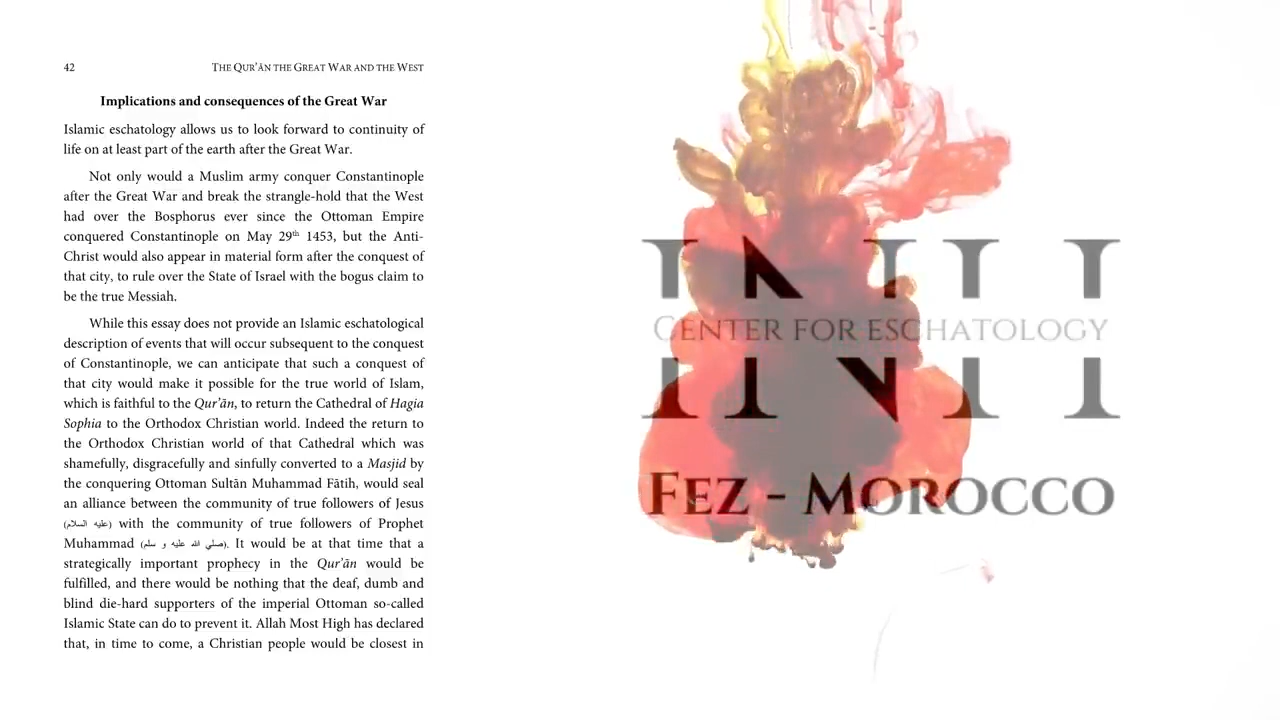 42 THE QUR’ĀN THE GREAT WAR AND THE WEST
Implications and consequences of the Great War
Islamic eschatology allows us to look forward to continuity of
life on at least part of the earth after the Great War.
Not only would a Muslim army conquer Constantinople
after the Great War and break the strangle-hold that the West
had over the Bosphorus ever since the Ottoman Empire
conquered Constantinople on May 29th 1453, but the Anti-
Christ would also appear in material form after the conquest of
that city, to rule over the State of Israel with the bogus claim to
be the true Messiah.
While this essay does not provide an Islamic eschatological
description of events that will occur subsequent to the conquest
of Constantinople, we can anticipate that such a conquest of
that city would make it possible for the true world of Islam,
which is faithful to the Qur’ān, to return the Cathedral of Hagia
Sophia to the Orthodox Christian world. Indeed the return to
the Orthodox Christian world of that Cathedral which was
shamefully, disgracefully and sinfully converted to a Masjid by
the conquering Ottoman Sultān Muhammad Fātih, would seal
an alliance between the community of true followers of Jesus
(عليه السلام) with the community of true followers of Prophet
Muhammad (صلي الله عليه و سلم). It would be at that time that a
strategically important prophecy in the Qur’ān would be
fulfilled, and there would be nothing that the deaf, dumb and
blind die-hard supporters of the imperial Ottoman so-called
Islamic State can do to prevent it. Allah Most High has declared
that, in time to come, a Christian people would be closest in
INH
CENTER FOR ESCHATOLOGY
FEZ - MOROCCO